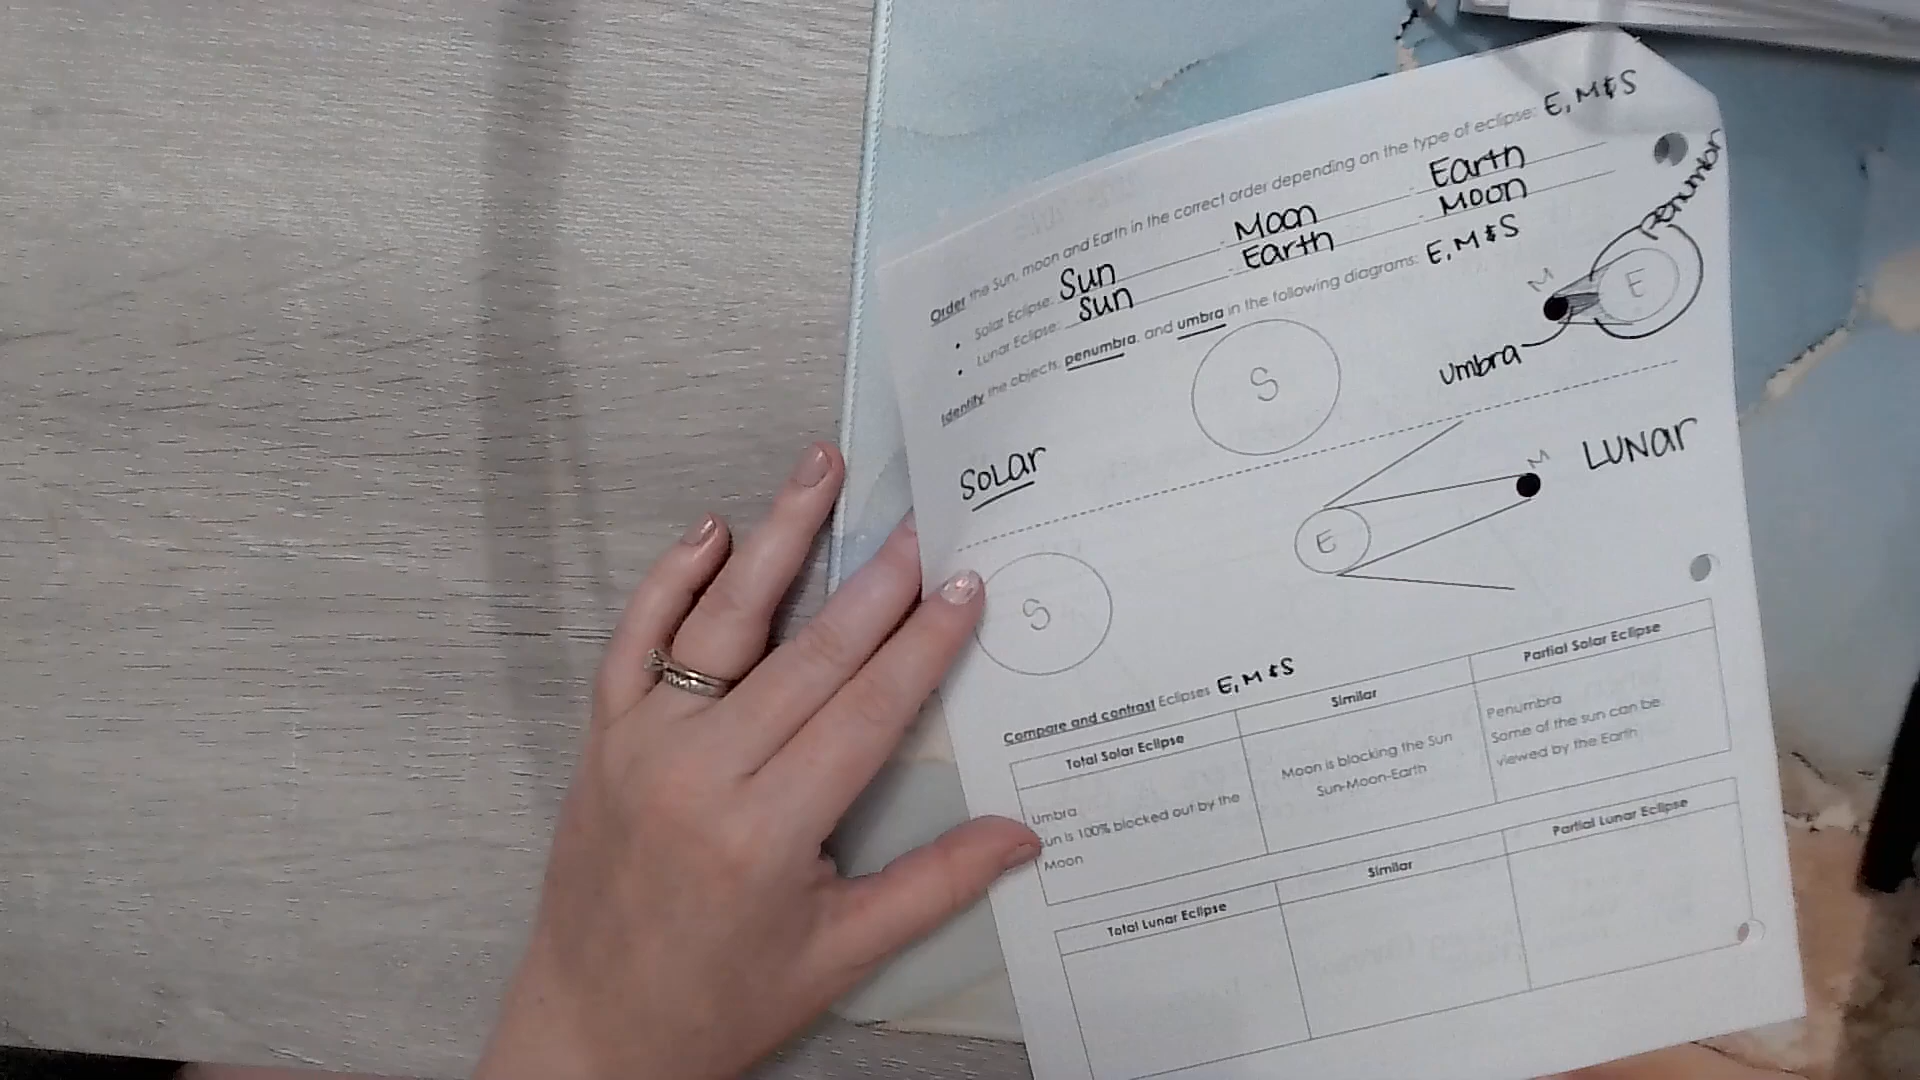 Order the Sun, moon and Earth in the correct order depending on the type of eclipse: E, M & S
• Solar Eclipse: Sun - Moon - Earth
• Lunar Eclipse: Sun - Earth - Moon
Identify the objects, penumbra, and umbra in the following diagrams: E, M & S
penumbr
M
E
S
umbra
SOLAR
LUNAR
M
E
S
Compare and contrast Eclipses E, M & S
Total Solar Eclipse
Similar
Partial Solar Eclipse
Umbra
Sun is 100% blocked out by the
Moon
Moon is blocking the Sun
Sun-Moon-Earth
Penumbra
Some of the sun can be
viewed by the Earth
Total Lunar Eclipse
Similar
Partial Lunar Eclipse